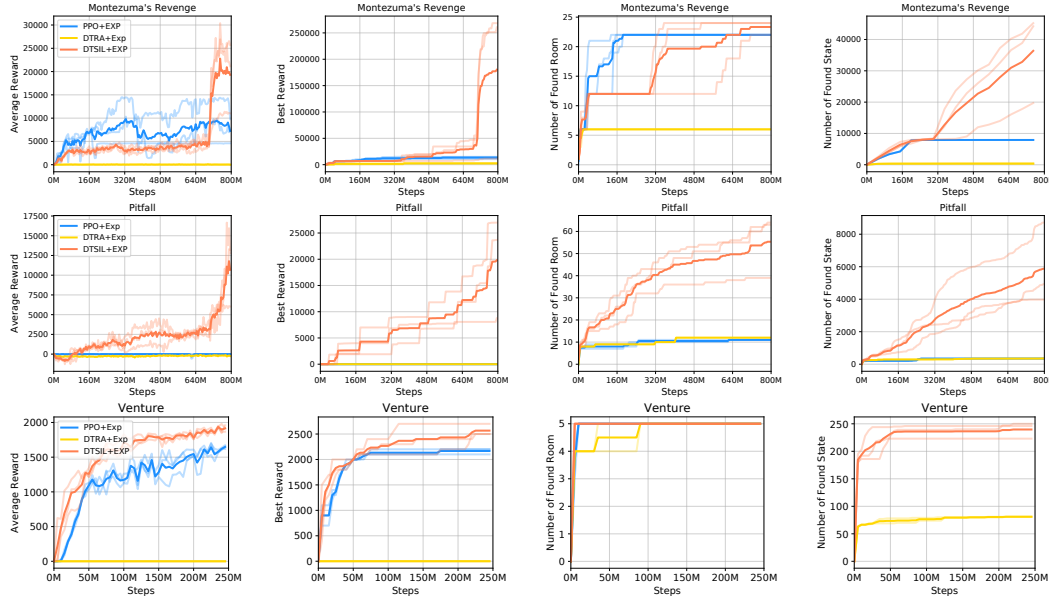 Montezuma's Revenge
Average Reward
30000
25000
20000
15000
10000
5000
0
PPO+EXP
DTRA+Exp
DTSIL+EXP
0M 160M 320M 480M 640M 800M
Steps
Montezuma's Revenge
Best Reward
250000
200000
150000
100000
50000
0
0M 160M 320M 480M 640M 800M
Steps
Montezuma's Revenge
Number of Found Room
25
20
15
10
5
0
0M 160M 320M 480M 640M 800M
Steps
Montezuma's Revenge
Number of Found State
40000
30000
20000
10000
0
0M 160M 320M 480M 640M 800M
Steps
Pitfall
Average Reward
17500
15000
12500
10000
7500
5000
2500
0
PPO+Exp
DTRA+Exp
DTSIL+EXP
0M 160M 320M 480M 640M 800M
Steps
Pitfall
Best Reward
25000
20000
15000
10000
5000
0
0M 160M 320M 480M 640M 800M
Steps
Pitfall
Number of Found Room
60
50
40
30
20
10
0
0M 160M 320M 480M 640M 800M
Steps
Pitfall
Number of Found State
8000
6000
4000
2000
0
0M 160M 320M 480M 640M 800M
Steps
Venture
Average Reward
2000
1500
1000
500
0
PPO+Exp
DTRA+Exp
DTSIL+EXP
0M 50M 100M 150M 200M 250M
Steps
Venture
Best Reward
2500
2000
1500
1000
500
0
0M 50M 100M 150M 200M 250M
Steps
Venture
Number of Found Room
5
4
3
2
1
0
0M 50M 100M 150M 200M 250M
Steps
Venture
Number of Found State
250
200
150
100
50
0
0M 50M 100M 150M 200M 250M
Steps